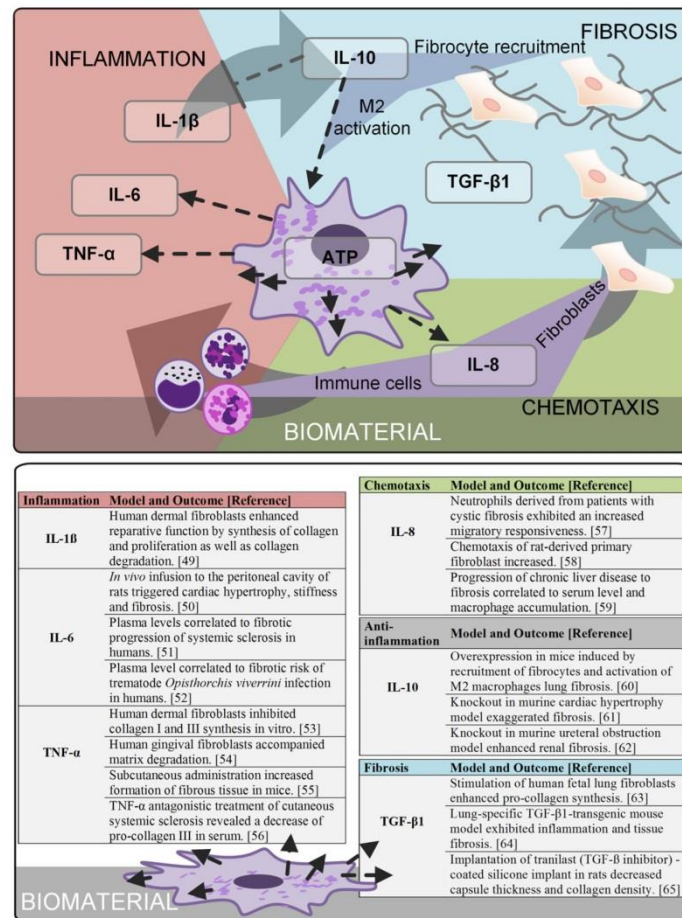 INFLAMMATION
IL-10
Fibrocyte recruitment
FIBROSIS
M2
activation
IL-1β
IL-6
TGF-β1
TNF-α
ATP
Fibroblasts
IL-8
Immune cells
CHEMOTAXIS
BIOMATERIAL
Inflammation Model and Outcome [Reference]
IL-1ß
Human dermal fibroblasts enhanced
reparative function by synthesis of collagen
and proliferation as well as collagen
degradation. [49]
IL-6
In vivo infusion to the peritoneal cavity of
rats triggered cardiac hypertrophy, stiffness
and fibrosis. [50]
Plasma levels correlated to fibrotic
progression of systemic sclerosis in
humans. [51]
Plasma level correlated to fibrotic risk of
trematode Opisthorchis viverrini infection
in humans. [52]
TNF-α
Human dermal fibroblasts inhibited
collagen I and III synthesis in vitro. [53]
Human gingival fibroblasts accompanied
matrix degradation. [54]
Subcutaneous administration increased
formation of fibrous tissue in mice. [55]
TNF-α antagonistic treatment of cutaneous
systemic sclerosis revealed a decrease of
pro-collagen III in serum. [56]
Chemotaxis Model and Outcome [Reference]
IL-8
Neutrophils derived from patients with
cystic fibrosis exhibited an increased
migratory responsiveness. [57]
Chemotaxis of rat-derived primary
fibroblast increased. [58]
Progression of chronic liver disease to
fibrosis correlated to serum level and
macrophage accumulation. [59]
Anti-
inflammation Model and Outcome [Reference]
IL-10
Overexpression in mice induced by
recruitment of fibrocytes and activation of
M2 macrophages lung fibrosis. [60]
Knockout in murine cardiac hypertrophy
model exaggerated fibrosis. [61]
Knockout in murine ureteral obstruction
model enhanced renal fibrosis. [62]
Fibrosis Model and Outcome [Reference]
TGF-β1
Stimulation of human fetal lung fibroblasts
enhanced pro-collagen synthesis. [63]
Lung-specific TGF-β1-transgenic mouse
model exhibited inflammation and tissue
fibrosis. [64]
Implantation of tranilast (TGF-ß inhibitor) -
coated silicone implant in rats decreased
capsule thickness and collagen density. [65]
BIOMATERIAL